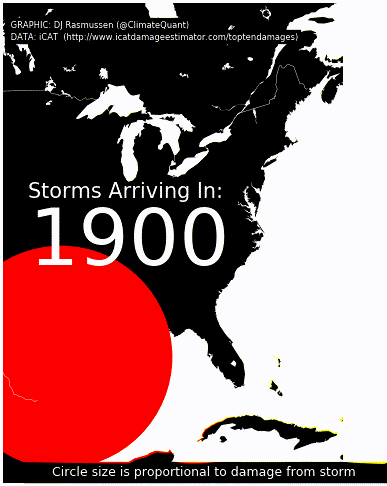 GRAPHIC: DJ Rasmussen (@ClimateQuant)
DATA: iCAT (http://www.icatdamageestimator.com/toptendamages)
Storms Arriving In:
1900
Circle size is proportional to damage from storm